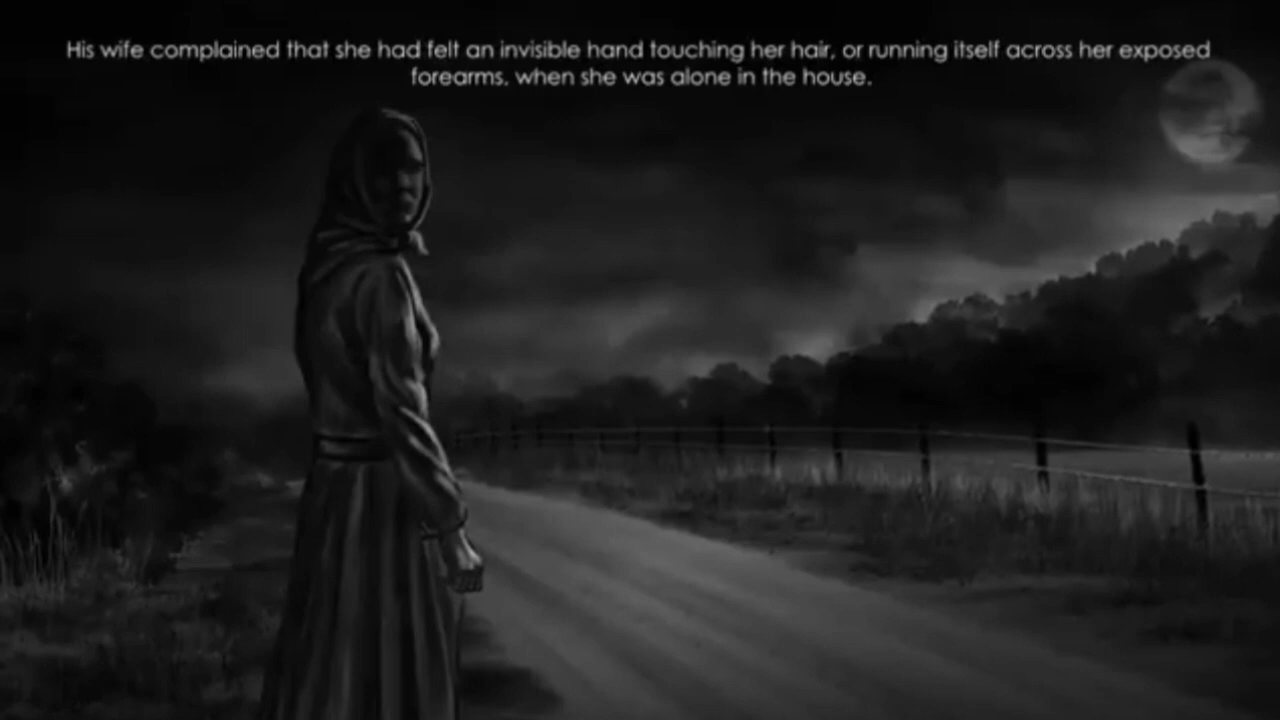 His wife complained that she had felt an invisible hand touching her hair, or running itself across her exposed
forearms. when she was alone in the house.